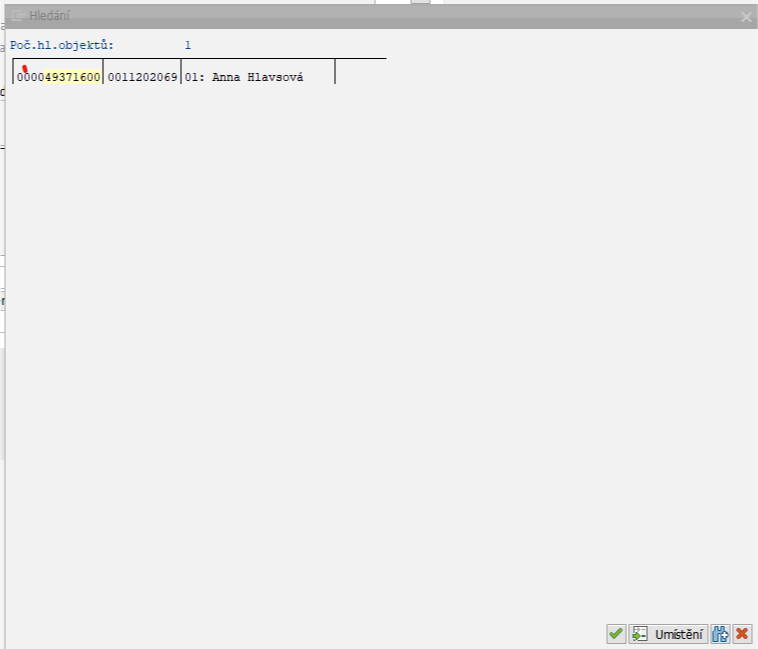 Hledání
Poč.hl.objektů: 1
000049371600 0011202069 01: Anna Hlavsová
Umístění